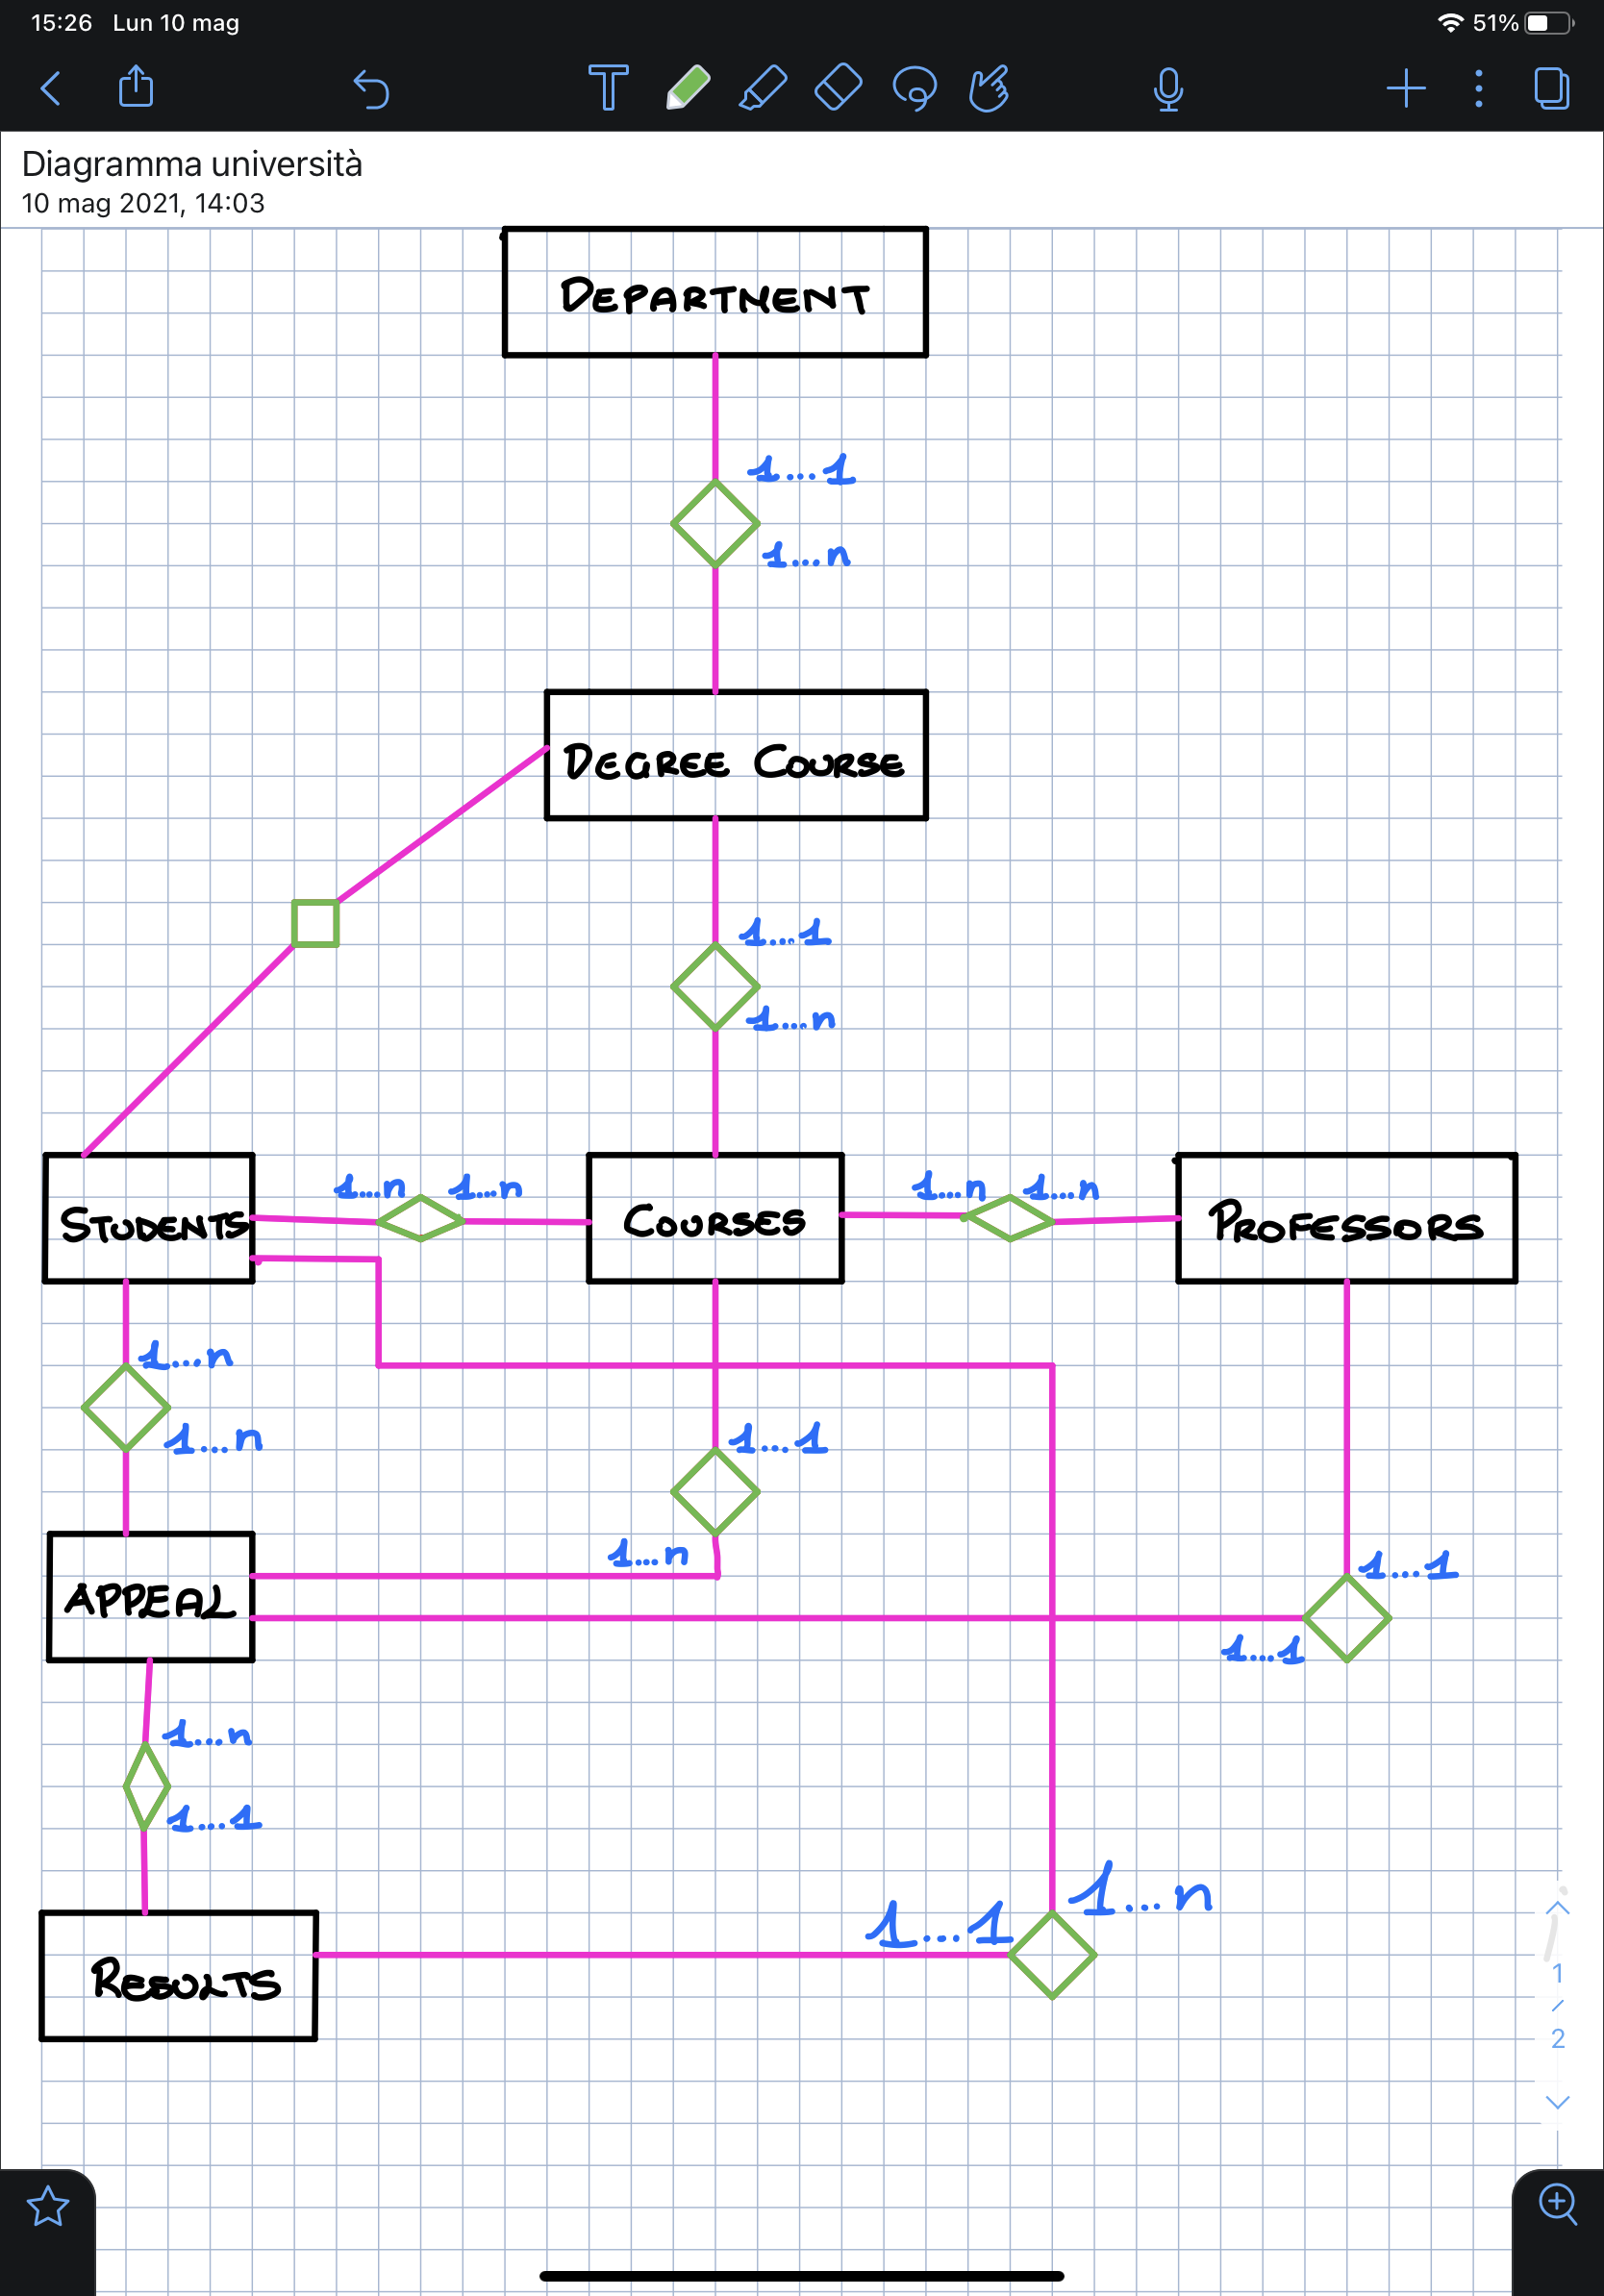 15:26 Lun 10 mag 51%
Diagramma università
10 mag 2021, 14:03
DEPARTMENT
1...1
1...n
DEGREE COURSE
1....1
1....n
STUDENTS
1....n 1....n
COURSES
1....n 1....n
PROFESSORS
1....n
1....n
1....1
1....n
APPEAL
1...1
1....1
1....n
1....1
RESULTS
1...1
1...n
1
/
2